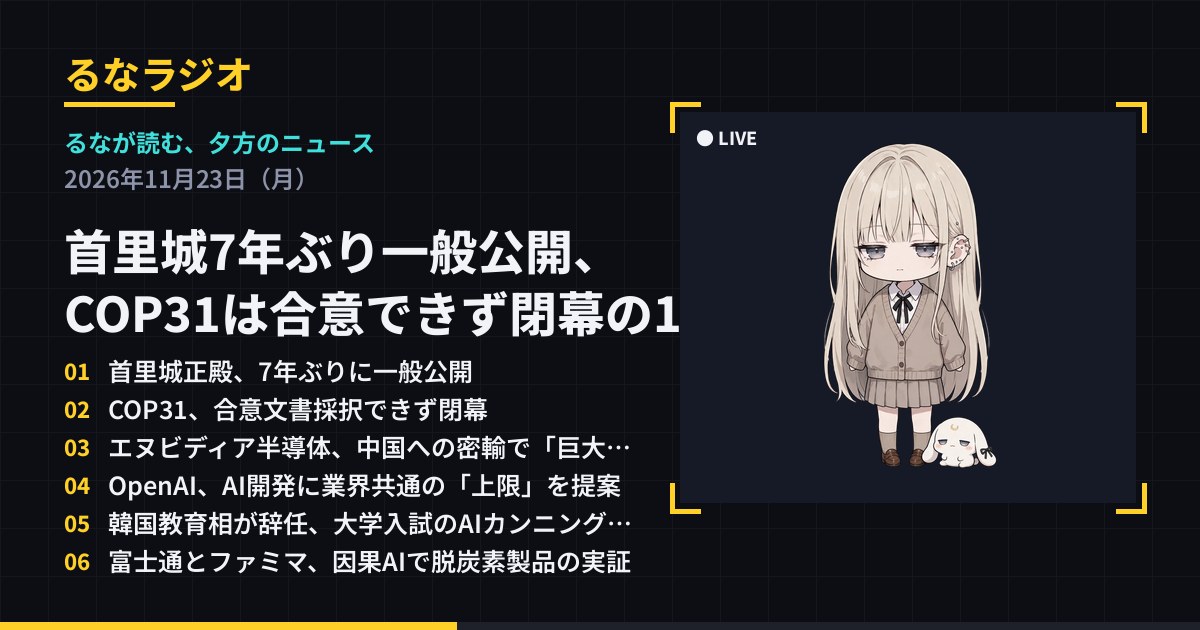 るなラジオ
るなが読む、夕方のニュース
2026年11月23日（月）
首里城7年ぶり一般公開、
COP31は合意できず閉幕の1
01 首里城正殿、7年ぶりに一般公開
02 COP31、合意文書採択できず閉幕
03 エヌビディア半導体、中国への密輸で「巨大…
04 OpenAI、AI開発に業界共通の「上限」を提案
05 韓国教育相が辞任、大学入試のAIカンニング…
06 富士通とファミマ、因果AIで脱炭素製品の実証
LIVE